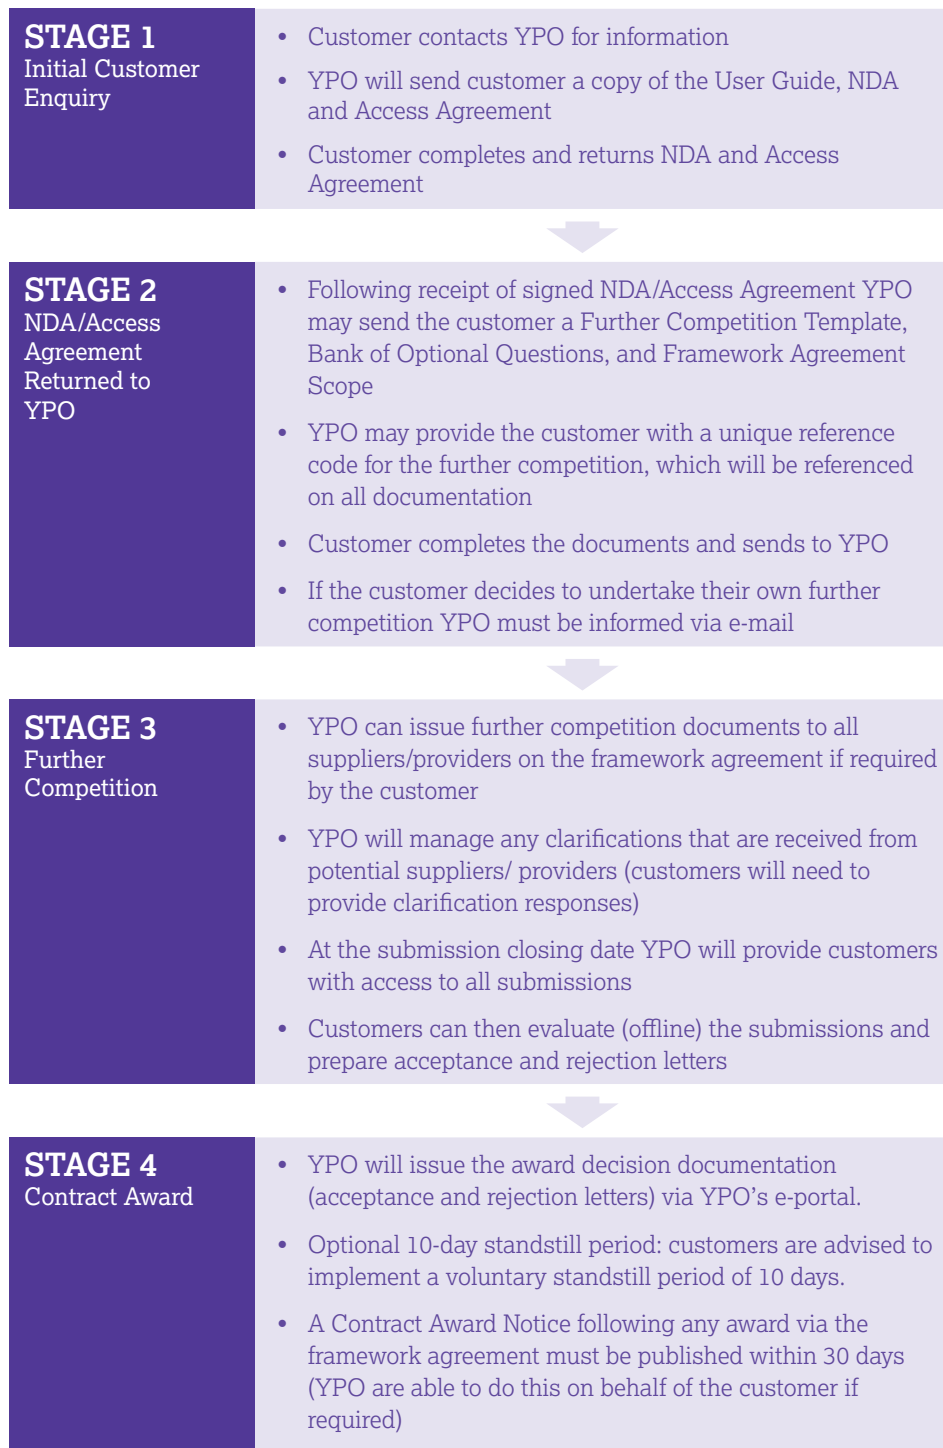 STAGE 1
Initial Customer
Enquiry
• Customer contacts YPO for information
• YPO will send customer a copy of the User Guide, NDA
and Access Agreement
• Customer completes and returns NDA and Access
Agreement
STAGE 2
NDA/Access
Agreement
Returned to
YPO
• Following receipt of signed NDA/Access Agreement YPO
may send the customer a Further Competition Template,
Bank of Optional Questions, and Framework Agreement
Scope
• YPO may provide the customer with a unique reference
code for the further competition, which will be referenced
on all documentation
• Customer completes the documents and sends to YPO
• If the customer decides to undertake their own further
competition YPO must be informed via e-mail
STAGE 3
Further
Competition
• YPO can issue further competition documents to all
suppliers/providers on the framework agreement if required
by the customer
• YPO will manage any clarifications that are received from
potential suppliers/ providers (customers will need to
provide clarification responses)
• At the submission closing date YPO will provide customers
with access to all submissions
• Customers can then evaluate (offline) the submissions and
prepare acceptance and rejection letters
STAGE 4
Contract Award
• YPO will issue the award decision documentation
(acceptance and rejection letters) via YPO’s e-portal.
• Optional 10-day standstill period: customers are advised to
implement a voluntary standstill period of 10 days.
• A Contract Award Notice following any award via the
framework agreement must be published within 30 days
(YPO are able to do this on behalf of the customer if
required)